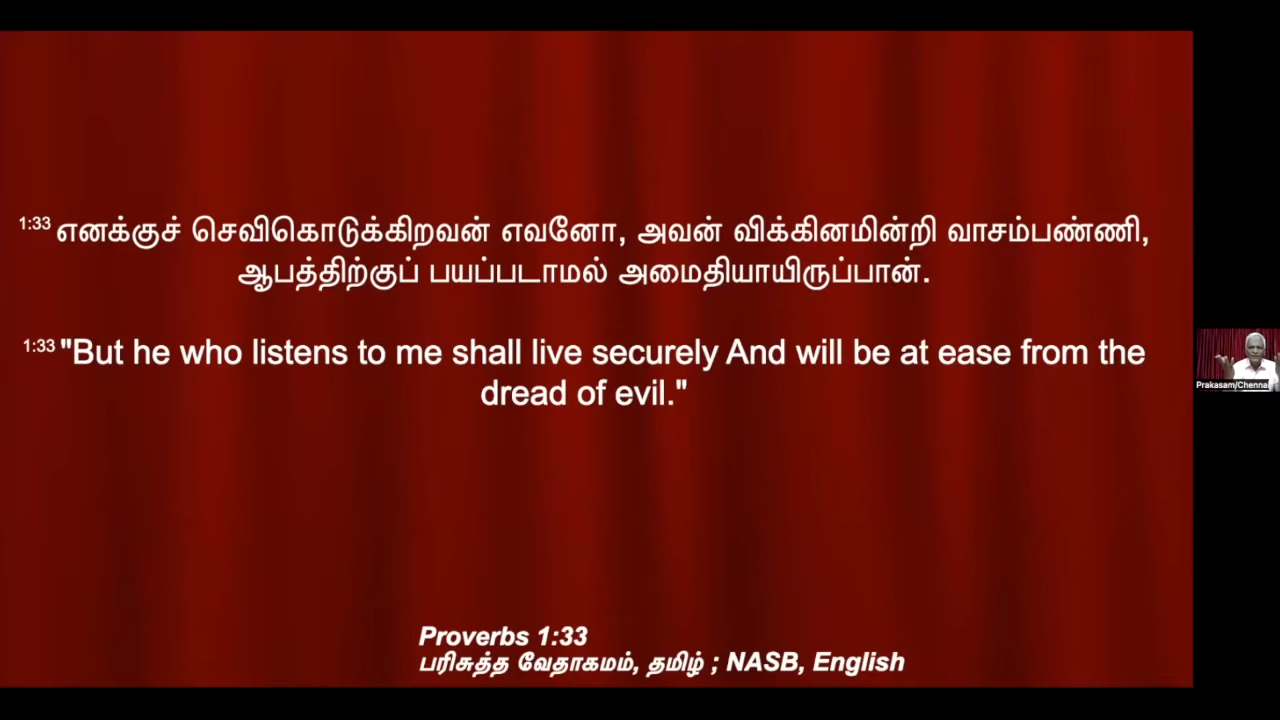 1:33 எனக்குச் செவிகொடுக்கிறவன் எவனோ, அவன் விக்கினமின்றி வாசம்பண்ணி,
ஆபத்திற்குப் பயப்படாமல் அமைதியாயிருப்பான்.
1:33 "But he who listens to me shall live securely And will be at ease from the
dread of evil."
Prakasam/Chennai
Proverbs 1:33
பரிசுத்த வேதாகமம், தமிழ் ; NASB, English